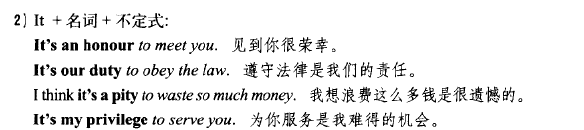 2) It + 名词 + 不定式:
It's an honour to meet you. 见到你很荣幸。
It's our duty to obey the law. 遵守法律是我们的责任。
I think it's a pity to waste so much money. 我想浪费这么多钱是很遗憾的。
It's my privilege to serve you. 为你服务是我难得的机会。